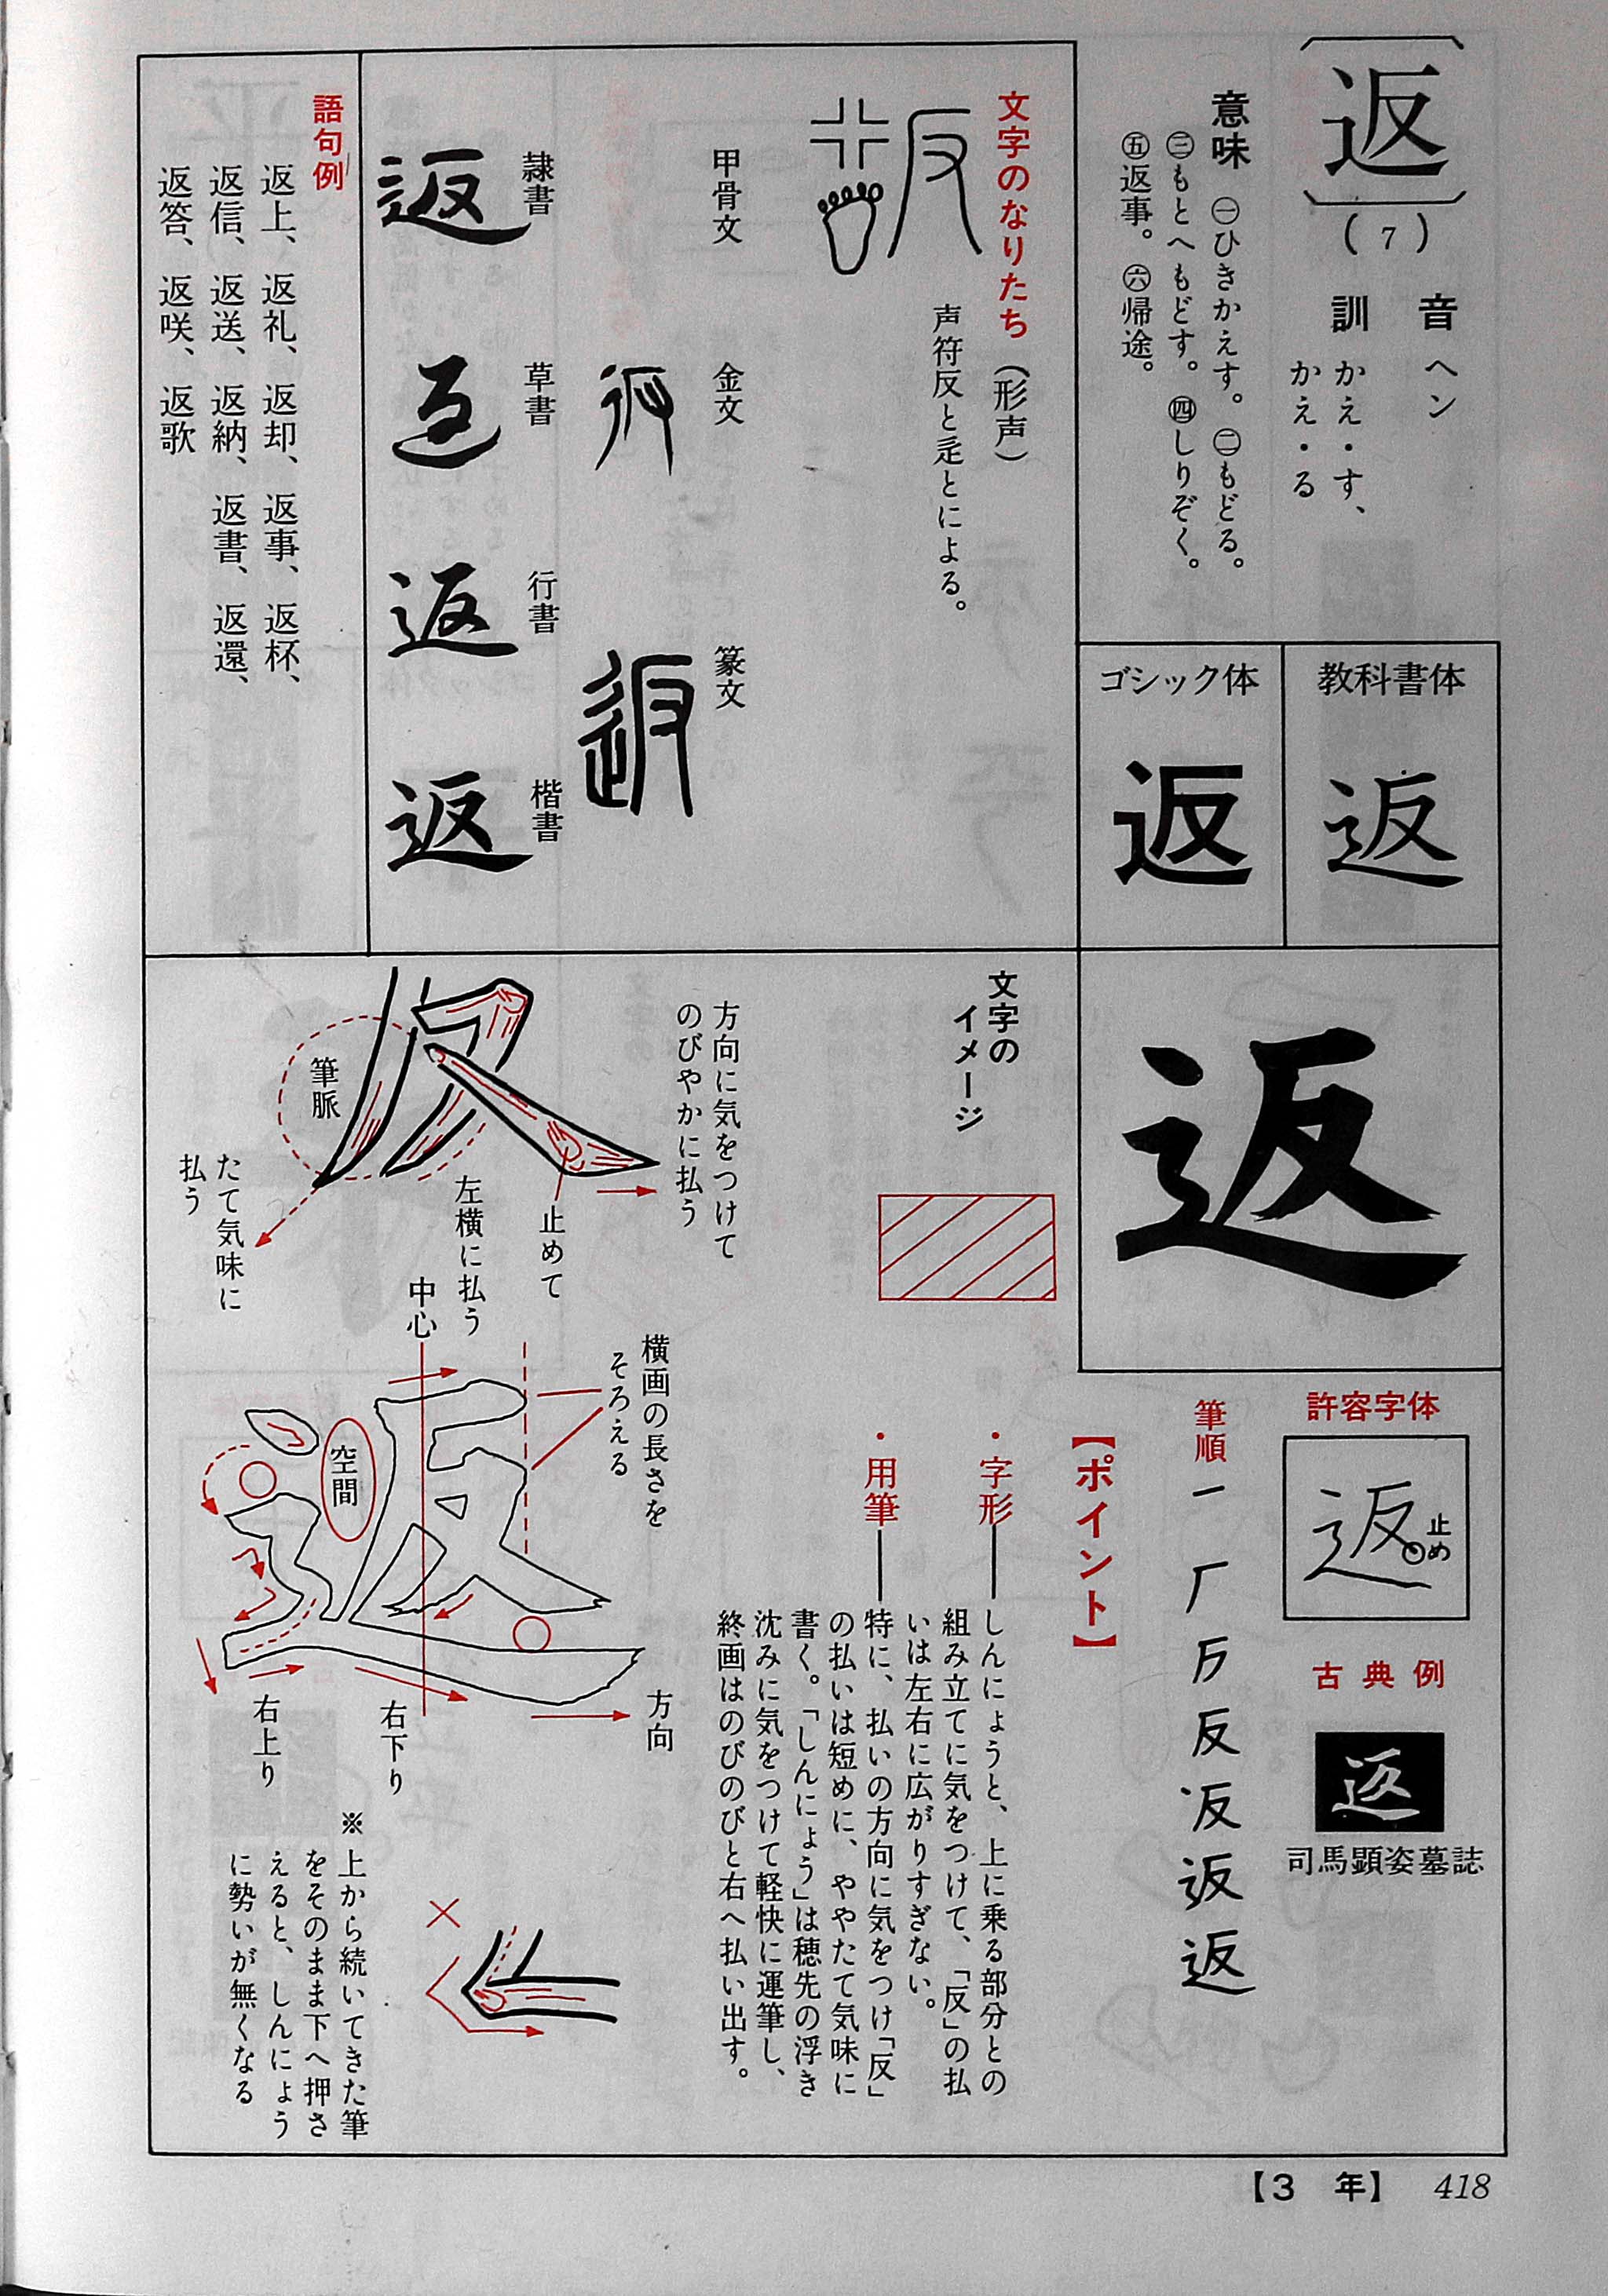 返
(7)
音 ヘン
訓 かえ・す、
かえ・る
意味 ㊀ひきかえす。㊁もどる。
㊂もとへもどす。㊃しりぞく。
㊄返事。㊅帰途。
教科書体
返
ゴシック体
返
文字のなりたち（形声）
声符反と辵とによる。
反
甲骨文
金文
篆文
隷書
返
草書
返
行書
返
楷書
返
語句例
返上、返礼、返却、返事、返杯、
返信、返送、返納、返書、返還、
返答、返咲、返歌
返
許容字体
返
止め
古典例
返
司馬顕姿墓誌
筆順
一 厂 𠂆 反 返 返 返
【ポイント】
・字形―しんにょうと、上に乗る部分との
組み立てに気をつけて、「反」の払
いは左右に広がりすぎない。
・用筆―特に、払いの方向に気をつけ「反」
の払いは短めに、ややたて気味に
書く。「しんにょう」は穂先の浮き
沈みに気をつけて軽快に運筆し、
終画はのびのびと右へ払い出す。
文字の
イメージ
方向に気をつけて
のびやかに払う
止めて
左横に払う
筆脈
たて気味に
払う
中心
横画の長さを
そろえる
空間
方向
右下り
右上り
※上から続いてきた筆
をそのまま下へ押さ
えると、しんにょう
に勢いが無くなる
×
【3 年】 418